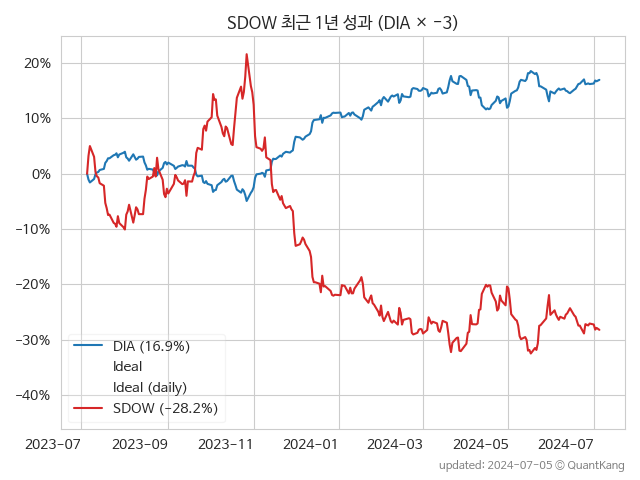 SDOW 최근 1년 성과 (DIA × −3)
20%
10%
0%
−10%
−20%
−30%
−40%
DIA (16.9%)
Ideal
Ideal (daily)
SDOW (−28.2%)
2023-07
2023-09
2023-11
2024-01
2024-03
2024-05
2024-07
updated: 2024-07-05 © QuantKang